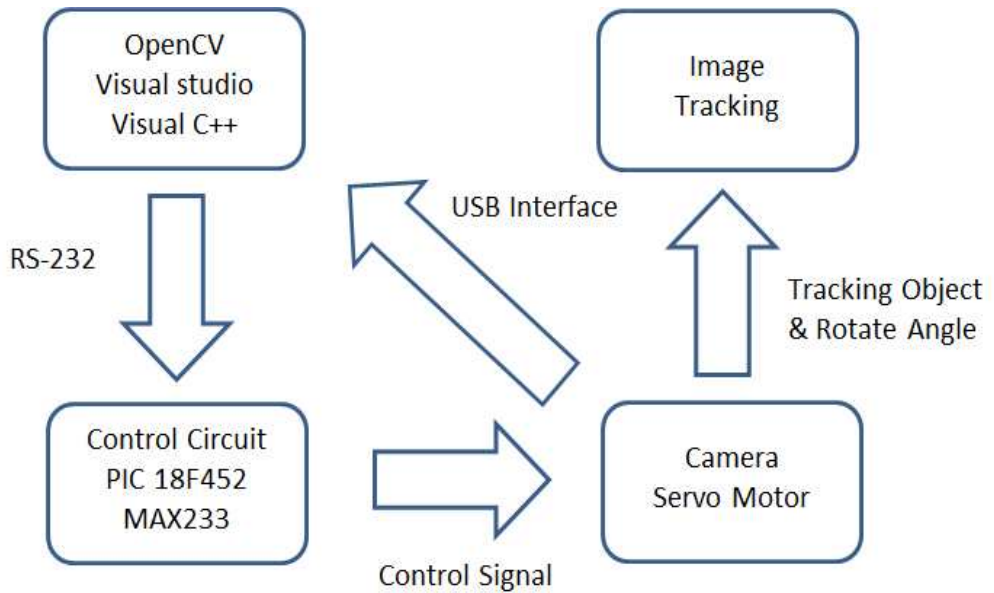 OpenCV
Visual studio
Visual C++
Image
Tracking
USB Interface
RS-232
Tracking Object
& Rotate Angle
Control Circuit
PIC 18F452
MAX233
Camera
Servo Motor
Control Signal